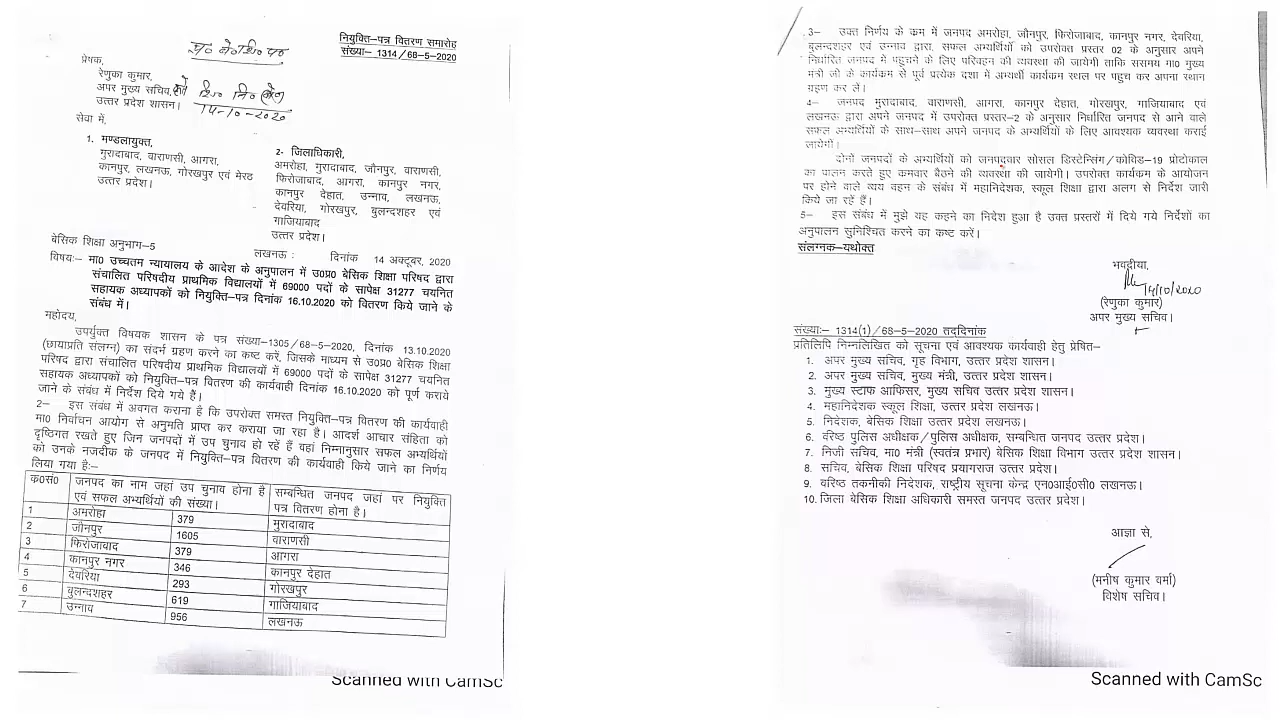 नियुक्ति–पत्र वितरण समारोह
संख्या– 1314/68–5–2020
प्रेषक,
रेणुका कुमार,
अपर मुख्य सचिव,
उत्तर प्रदेश शासन।
14-10-2020
सेवा में,
1. मण्डलायुक्त,
मुरादाबाद, वाराणसी, आगरा,
कानपुर, लखनऊ, गोरखपुर एवं मेरठ
उत्तर प्रदेश।
2- जिलाधिकारी,
अमरोहा, मुरादाबाद, जौनपुर, वाराणसी,
फिरोजाबाद, आगरा, कानपुर नगर,
कानपुर देहात, उन्नाव, लखनऊ,
देवरिया, गोरखपुर, बुलन्दशहर एवं
गाजियाबाद
उत्तर प्रदेश।
बेसिक शिक्षा अनुभाग–5
लखनऊ : दिनांक 14 अक्टूबर, 2020
विषयः– मा0 उच्चतम न्यायालय के आदेश के अनुपालन में उ0प्र0 बेसिक शिक्षा परिषद द्वारा
संचालित परिषदीय प्राथमिक विद्यालयों में 69000 पदों के सापेक्ष 31277 चयनित
सहायक अध्यापकों को नियुक्ति–पत्र दिनांक 16.10.2020 को वितरण किये जाने के
संबंध में।
महोदय,
उपर्युक्त विषयक शासन के पत्र संख्या–1305/68–5–2020, दिनांक 13.10.2020
(छायाप्रति संलग्न) का संदर्भ ग्रहण करने का कष्ट करें, जिसके माध्यम से उ0प्र0 बेसिक शिक्षा
परिषद द्वारा संचालित परिषदीय प्राथमिक विद्यालयों में 69000 पदों के सापेक्ष 31277 चयनित
सहायक अध्यापकों को नियुक्ति–पत्र वितरण की कार्यवाही दिनांक 16.10.2020 को पूर्ण कराये
जाने के संबंध में निर्देश दिये गये हैं।
2– इस संबंध में अवगत कराना है कि उपरोक्त समस्त नियुक्ति–पत्र वितरण की कार्यवाही
मा0 निर्वाचन आयोग से अनुमति प्राप्त कर कराया जा रहा है। आदर्श आचार संहिता को
दृष्टिगत रखते हुए जिन जनपदों में उप चुनाव हो रहें हैं वहां निम्नानुसार सफल अभ्यर्थियों
को उनके नजदीक के जनपद में नियुक्ति–पत्र वितरण की कार्यवाही किये जाने का निर्णय
लिया गया हैः–
क0सं0 जनपद का नाम जहां उप चुनाव होना है एवं सफल अभ्यर्थियों की संख्या। सम्बन्धित जनपद जहां पर नियुक्ति पत्र वितरण होना है।
1 अमरोहा 379 मुरादाबाद
2 जौनपुर 1605 वाराणसी
3 फिरोजाबाद 379 आगरा
4 कानपुर नगर 346 कानपुर देहात
5 देवरिया 293 गोरखपुर
6 बुलन्दशहर 619 गाजियाबाद
7 उन्नाव 956 लखनऊ
Scanned with CamSc
3– उक्त निर्णय के कम में जनपद अमरोहा, जौनपुर, फिरोजाबाद, कानपुर नगर, देवरिया,
बुलन्दशहर एवं उन्नाव द्वारा, सफल अभ्यर्थियों को उपरोक्त प्रस्तर 02 के अनुसार अपने
निर्धारित जनपद में पहुचने के लिए परिवहन की व्यवस्था की जायेगी ताकि ससमय मा0 मुख्य
मंत्री जी के कार्यकम से पूर्व प्रत्येक दशा में अभ्यर्थी कार्यकम स्थल पर पहुच कर अपना स्थान
ग्रहण कर ले।
4– जनपद मुरादाबाद, वाराणसी, आगरा, कानपुर देहात, गोरखपुर, गाजियाबाद एवं
लखनऊ द्वारा अपने जनपद में उपरोक्त प्रस्तर–2 के अनुसार निर्धारित जनपद से आने वाले
सफल अभ्यर्थियों के साथ–साथ अपने जनपद के अभ्यर्थियों के लिए आवश्यक व्यवस्था कराई
जायेगी।
दोनों जनपदों के अभ्यर्थियों को जनपदवार सोसल डिस्टेन्सिंग/कोविड–19 प्रोटोकाल
का पालन करते हुए कमवार बैठने की व्यवस्था की जायेगी। उपरोक्त कार्यकम के आयोजन
पर होने वाले व्यय वहन के संबंध में महानिदेशक, स्कूल शिक्षा द्वारा अलग से निर्देश जारी
किये जा रहें हैं।
5– इस संबंध में मुझे यह कहने का निदेश हुआ है उक्त प्रस्तरों में दिये गये निर्देशों का
अनुपालन सुनिश्चित करने का कष्ट करें।
संलग्नक–यथोक्त
भवदीया,
14/10/2020
(रेणुका कुमार)
अपर मुख्य सचिव।
संख्याः– 1314(1)/68–5–2020 तददिनांक
प्रतिलिपि निम्नलिखित को सूचना एवं आवश्यक कार्यवाही हेतु प्रेषित–
1. अपर मुख्य सचिव, गृह विभाग, उत्तर प्रदेश शासन।
2. अपर मुख्य सचिव, मुख्य मंत्री, उत्तर प्रदेश शासन।
3. मुख्य स्टाफ आफिसर, मुख्य सचिव उत्तर प्रदेश शासन।
4. महानिदेशक स्कूल शिक्षा, उत्तर प्रदेश लखनऊ।
5. निदेशक, बेसिक शिक्षा उत्तर प्रदेश लखनऊ।
6. वरिष्ठ पुलिस अधीक्षक/पुलिस अधीक्षक, सम्बन्धित जनपद उत्तर प्रदेश।
7. निजी सचिव, मा0 मंत्री (स्वतंत्र प्रभार) बेसिक शिक्षा विभाग उत्तर प्रदेश शासन।
8. सचिव, बेसिक शिक्षा परिषद प्रयागराज उत्तर प्रदेश।
9. वरिष्ठ तकनीकी निदेशक, राष्ट्रीय सूचना केन्द्र एन0आई0सी0 लखनऊ।
10. जिला बेसिक शिक्षा अधिकारी समस्त जनपद उत्तर प्रदेश।
आज्ञा से,
(मनीष कुमार वर्मा)
विशेष सचिव।
Scanned with CamSc